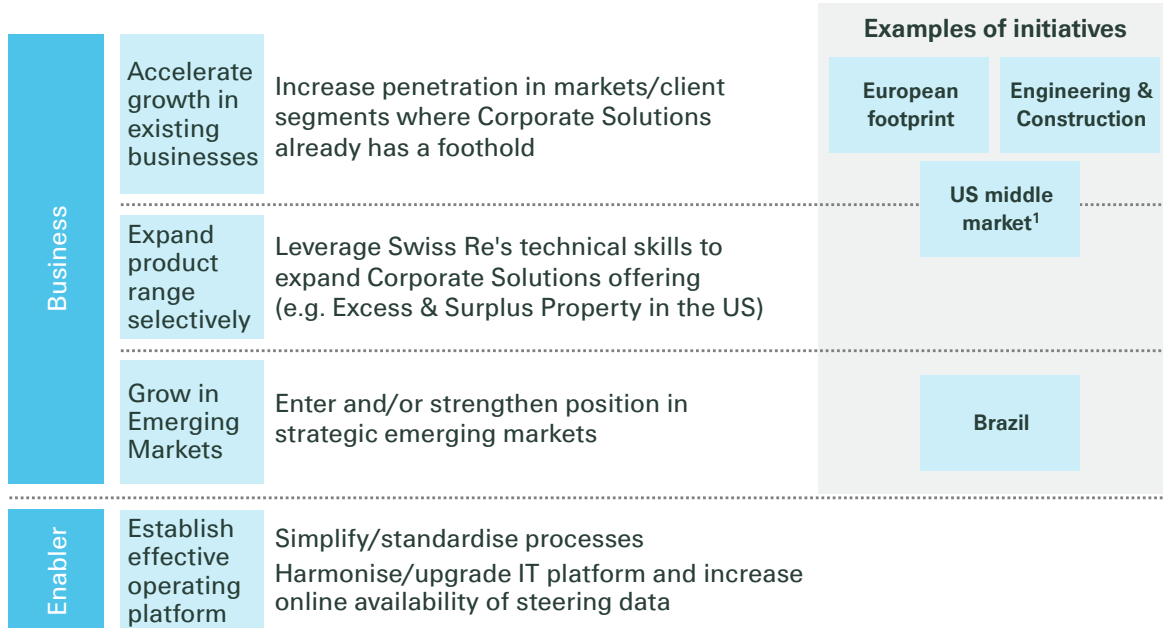 Examples of initiatives
Business
Accelerate
growth in
existing
businesses
Increase penetration in markets/client
segments where Corporate Solutions
already has a foothold
European
footprint
Engineering &
Construction
US middle
market¹
Expand
product
range
selectively
Leverage Swiss Re's technical skills to
expand Corporate Solutions offering
(e.g. Excess & Surplus Property in the US)
Grow in
Emerging
Markets
Enter and/or strengthen position in
strategic emerging markets
Brazil
Enabler
Establish
effective
operating
platform
Simplify/standardise processes
Harmonise/upgrade IT platform and increase
online availability of steering data